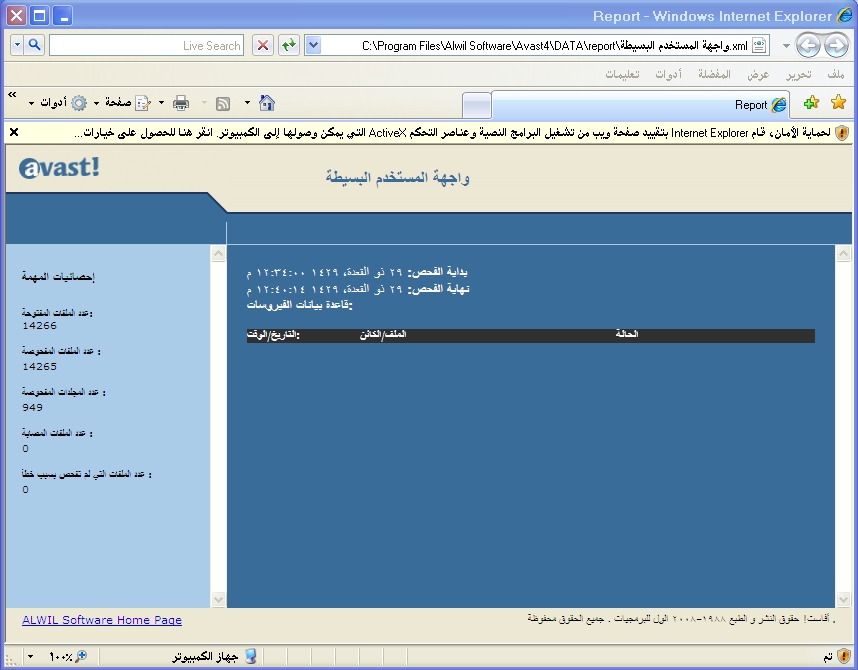 Report - Windows Internet Explorer
C:\Program Files\Alwil Software\Avast4\DATA\report\واجهة المستخدم البسيطة.xml
Live Search
ملف تحرير عرض المفضلة أدوات تعليمات
Report
صفحة أدوات
لحماية الأمان، قام Internet Explorer بتقييد صفحة ويب من تشغيل البرامج النصية وعناصر التحكم ActiveX التي يمكن وصولها إلى الكمبيوتر. انقر هنا للحصول على خيارات...
avast!
واجهة المستخدم البسيطة
إحصائيات المهمة
عدد الملفات المفتوحة:
14266
عدد الملفات المفحوصة :
14265
عدد المجلدات المفحوصة :
949
عدد الملفات المصابة :
0
عدد الملفات التي لم تفحص بسبب خطأ :
0
بداية الفحص: ٢٩ ذو القعدة، ١٤٢٩ ١٢:٣٤:٠٠ م
نهاية الفحص: ٢٩ ذو القعدة، ١٤٢٩ ١٢:٤٠:١٤ م
قاعدة بيانات الفيروسات:
التاريخ/الوقت: الملف/الكائن الحالة
ALWIL Software Home Page
أفاست! حقوق النشر و الطبع ١٩٨٨-٢٠٠٨ الول للبرمجيات . جميع الحقوق محفوظة .
تم
جهاز الكمبيوتر
١٠٠%